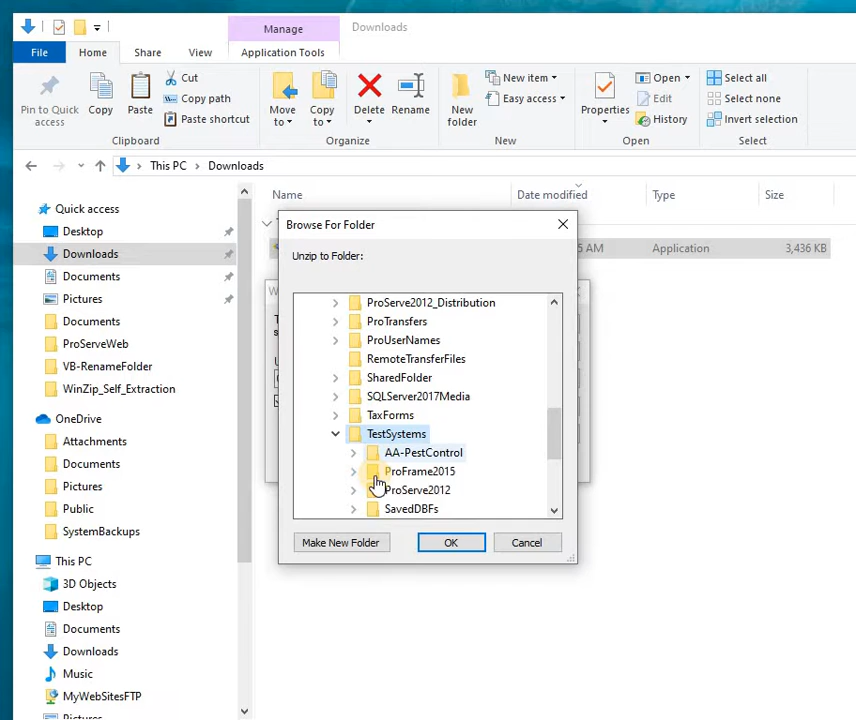 Manage
Downloads
File
Home
Share
View
Application Tools
Pin to Quick access
Copy
Paste
Cut
Copy path
Paste shortcut
Clipboard
Move to
Copy to
Delete
Rename
Organize
New folder
New item
Easy access
New
Properties
Open
Edit
History
Open
Select all
Select none
Invert selection
Select
This PC > Downloads
Name
Date modified
Type
Size
5 AM
Application
3,436 KB
Quick access
Desktop
Downloads
Documents
Pictures
Documents
ProServeWeb
VB-RenameFolder
WinZip_Self_Extraction
OneDrive
Attachments
Documents
Pictures
Public
SystemBackups
This PC
3D Objects
Desktop
Documents
Downloads
Music
MyWebSitesFTP
Pictures
Browse For Folder
Unzip to Folder:
ProServe2012_Distribution
ProTransfers
ProUserNames
RemoteTransferFiles
SharedFolder
SQLServer2017Media
TaxForms
TestSystems
AA-PestControl
ProFrame2015
ProServe2012
SavedDBFs
Make New Folder
OK
Cancel